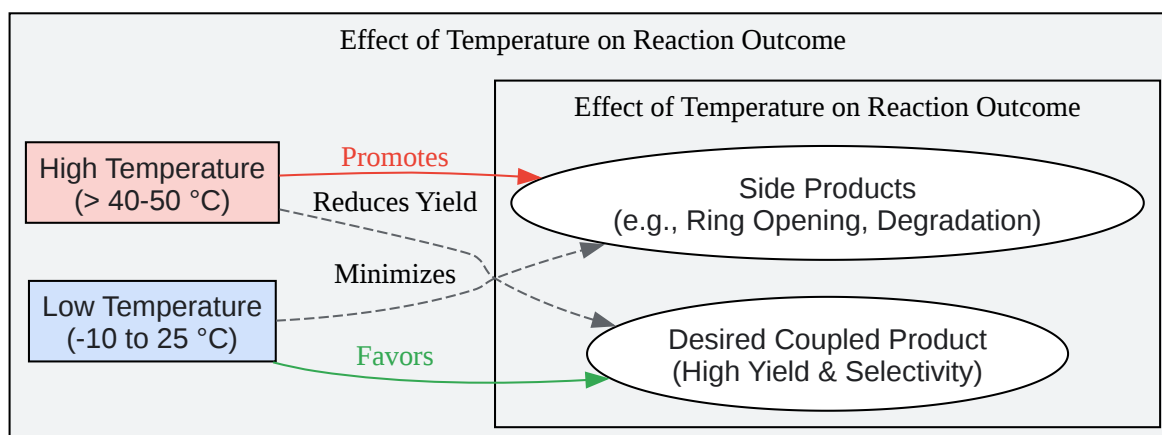 Effect of Temperature on Reaction Outcome
Effect of Temperature on Reaction Outcome
High Temperature
(> 40-50 °C)
Promotes
Reduces Yield
Side Products
(e.g., Ring Opening, Degradation)
Minimizes
Low Temperature
(-10 to 25 °C)
Favors
Desired Coupled Product
(High Yield & Selectivity)